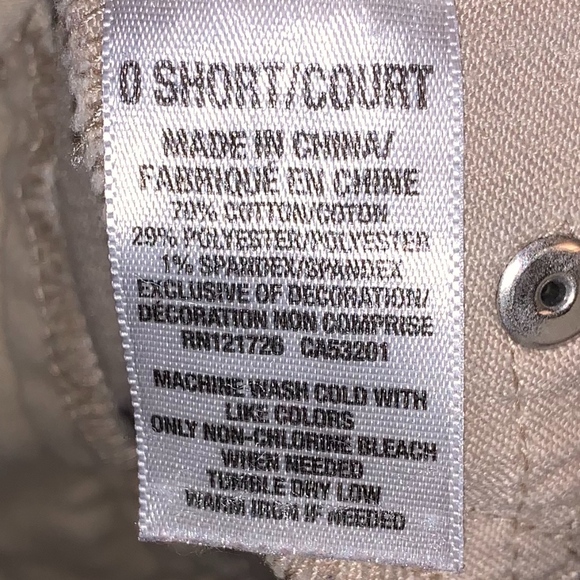 0 SHORT/COURT
MADE IN CHINA/
FABRIQUÉ EN CHINE
70% COTTON/COTON
29% POLYESTER/POLYESTER
1% SPANDEX/SPANDEX
EXCLUSIVE OF DECORATION/
DÉCORATION NON COMPRISE
RN121726 CA53201
MACHINE WASH COLD WITH
LIKE COLORS
ONLY NON-CHLORINE BLEACH
WHEN NEEDED
TUMBLE DRY LOW
WARM IRON IF NEEDED